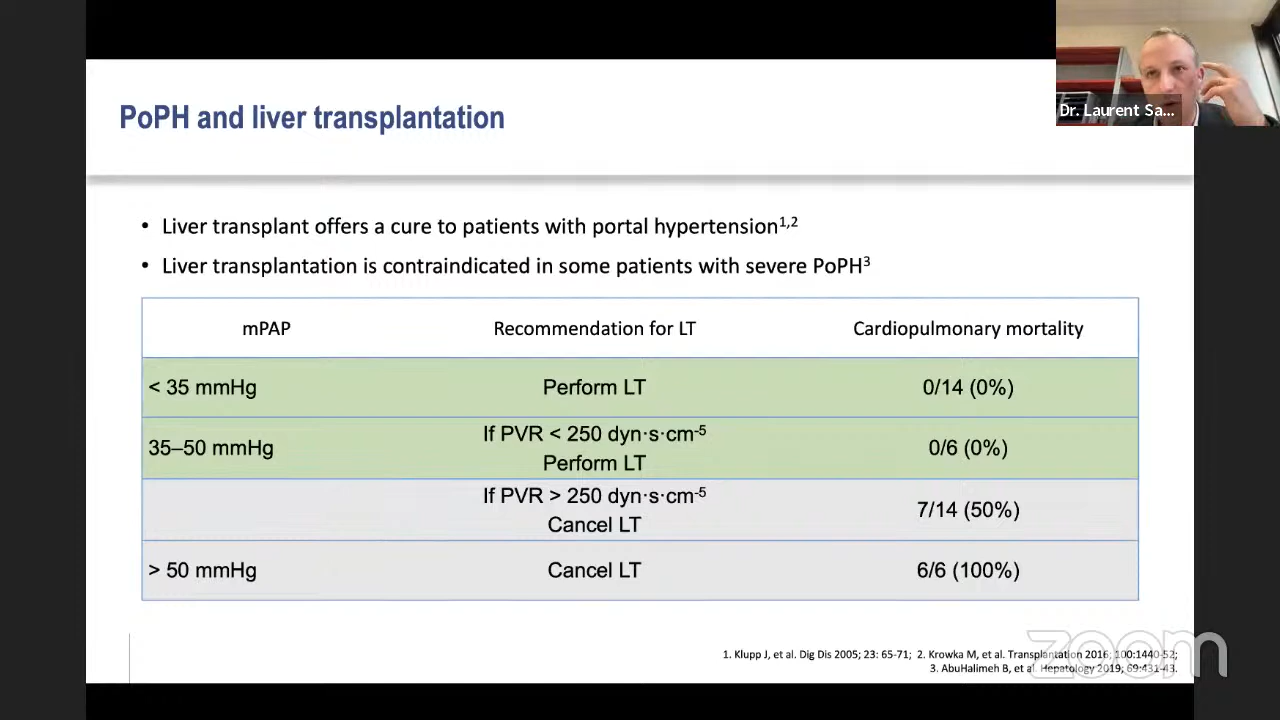 PoPH and liver transplantation
Dr. Laurent Sa...
• Liver transplant offers a cure to patients with portal hypertension1,2
• Liver transplantation is contraindicated in some patients with severe PoPH3
mPAP Recommendation for LT Cardiopulmonary mortality
< 35 mmHg Perform LT 0/14 (0%)
35–50 mmHg If PVR < 250 dyn·s·cm-5 0/6 (0%)
Perform LT
If PVR > 250 dyn·s·cm-5 7/14 (50%)
Cancel LT
> 50 mmHg Cancel LT 6/6 (100%)
1. Klupp J, et al. Dig Dis 2005; 23: 65-71; 2. Krowka M, et al. Transplantation 2016; 100:1440-52;
3. AbuHalimeh B, et al. Hepatology 2019; 69:431-43.
zoom